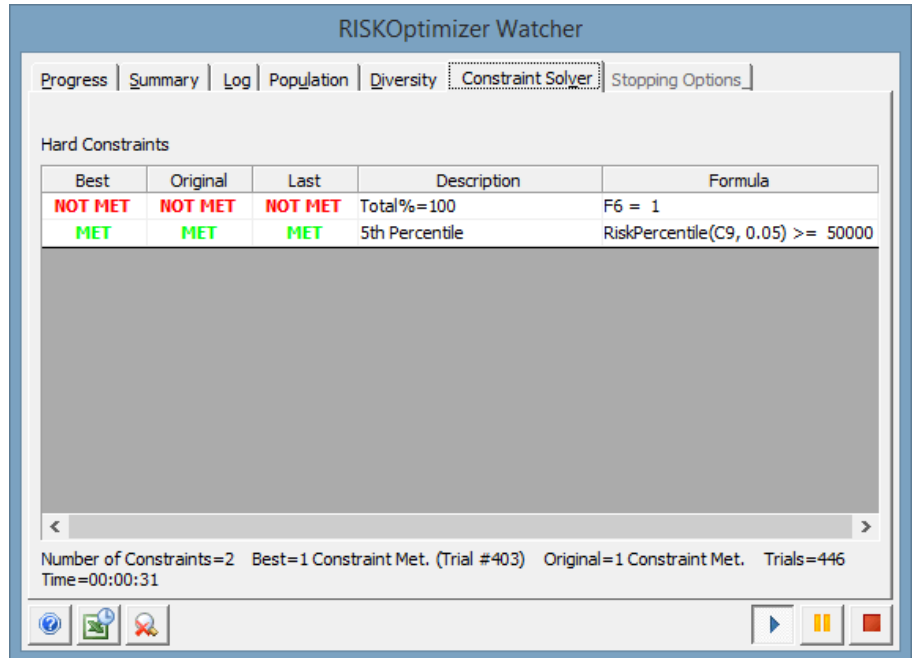 RISKOptimizer Watcher
Progress Summary Log Population Diversity Constraint Solver Stopping Options
Hard Constraints
Best Original Last Description Formula
NOT MET NOT MET NOT MET Total%=100 F6 = 1
MET MET MET 5th Percentile RiskPercentile(C9, 0.05) >= 50000
Number of Constraints=2 Best=1 Constraint Met. (Trial #403) Original=1 Constraint Met. Trials=446
Time=00:00:31